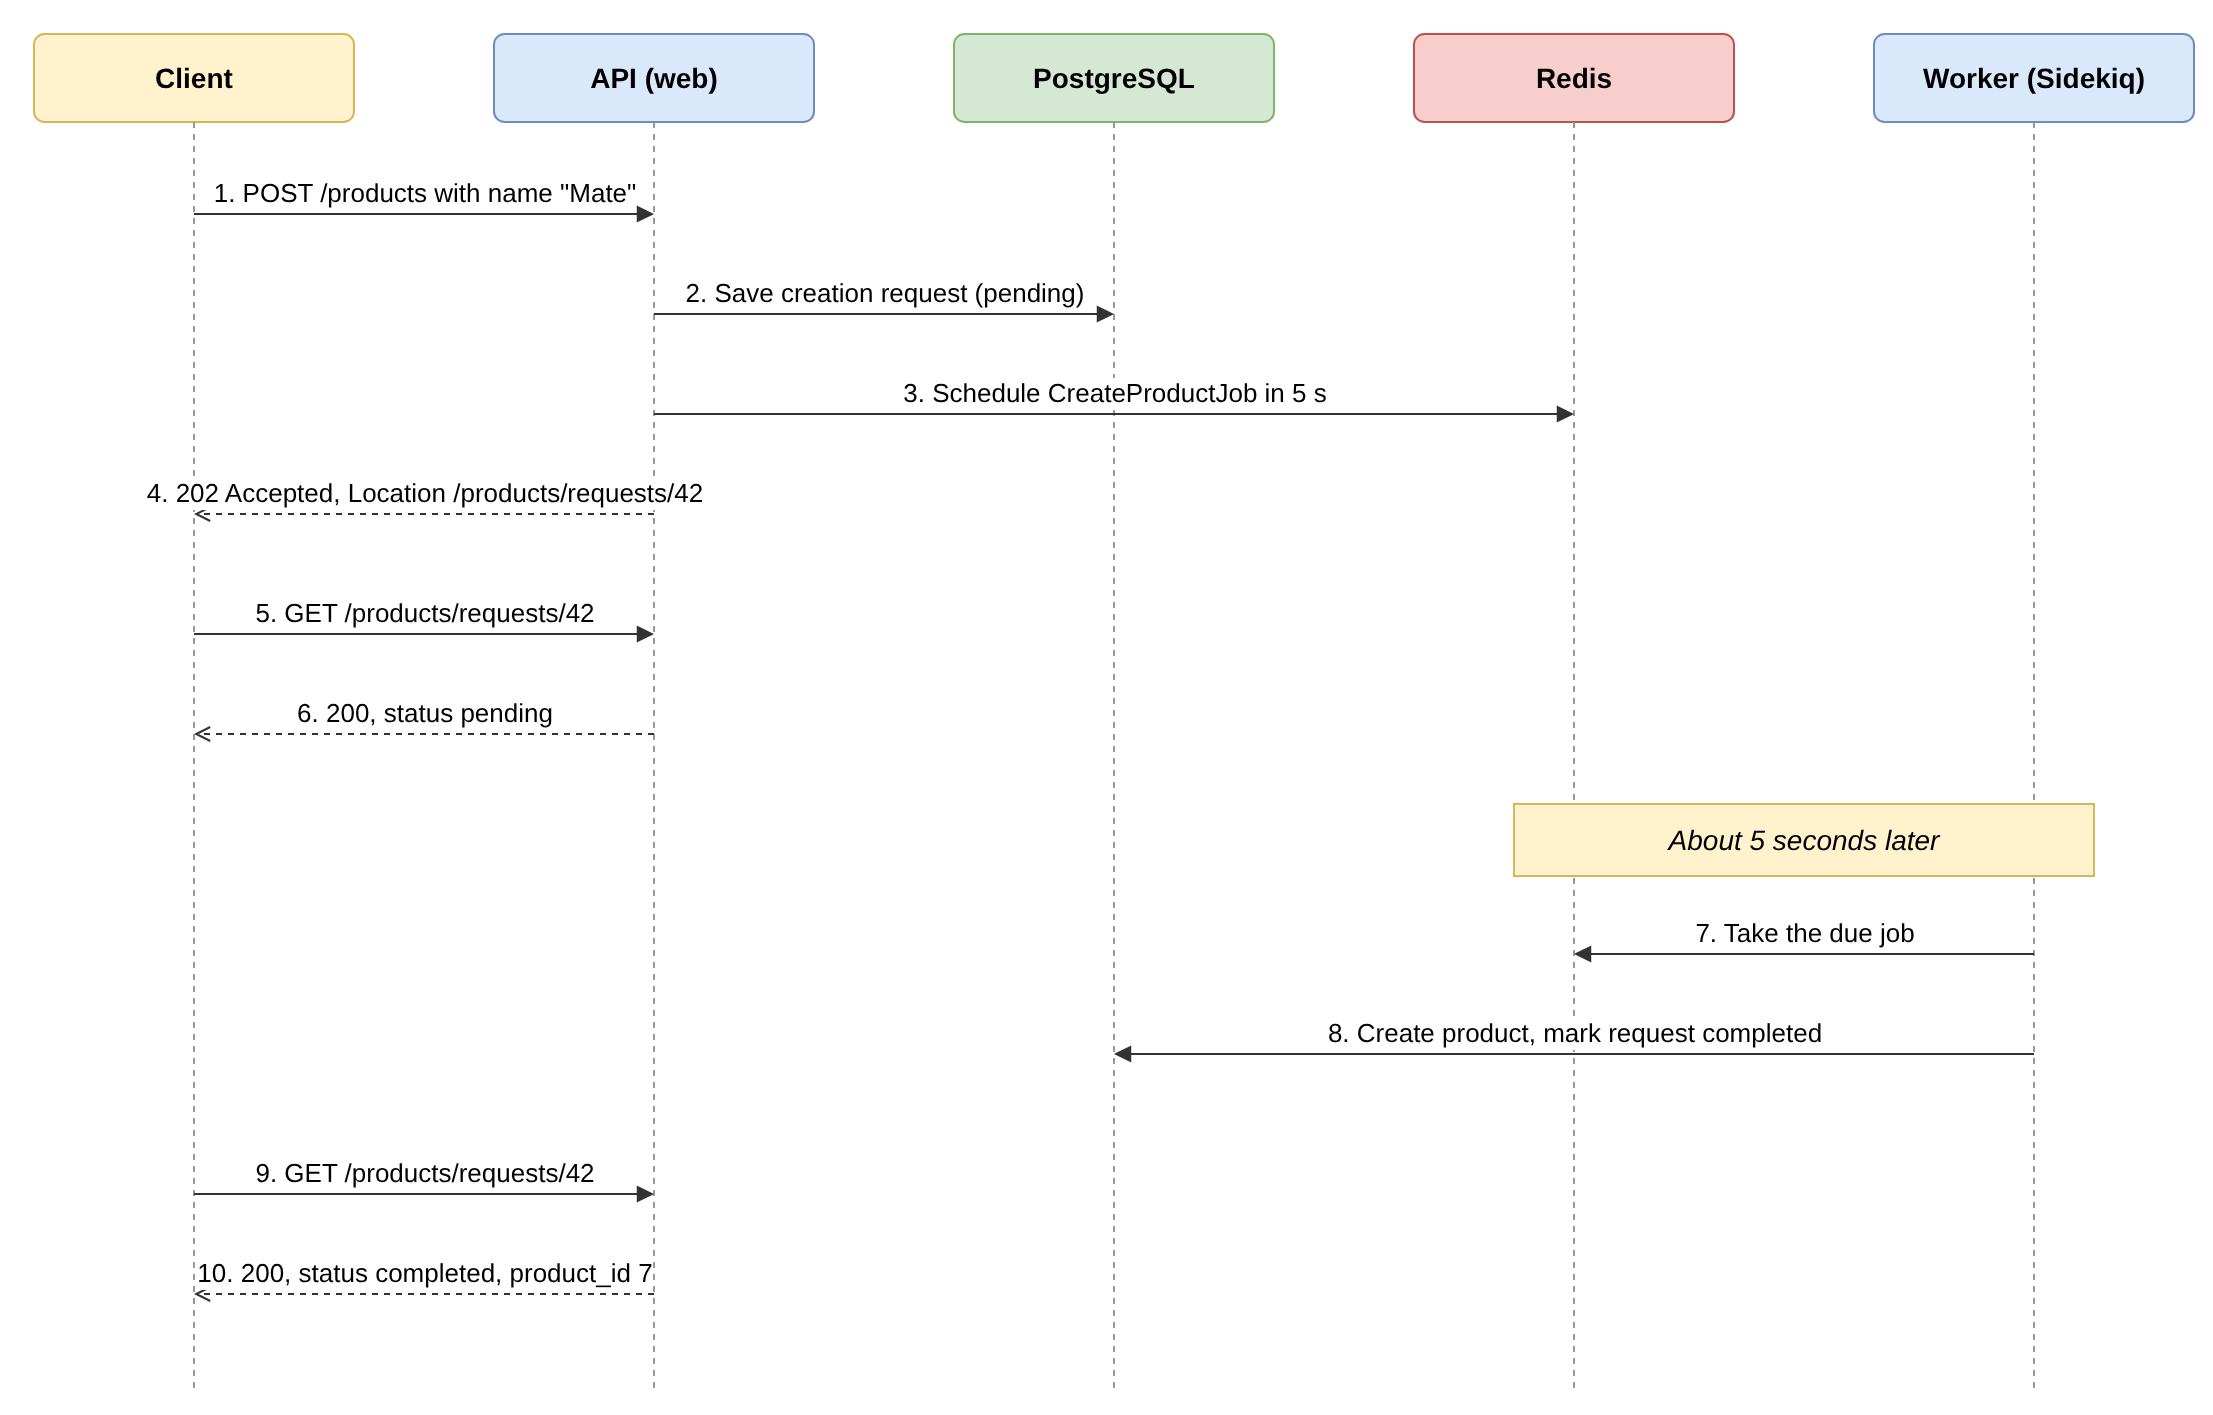 Client
API (web)
PostgreSQL
Redis
Worker (Sidekiq)
1. POST /products with name "Mate"
2. Save creation request (pending)
3. Schedule CreateProductJob in 5 s
4. 202 Accepted, Location /products/requests/42
5. GET /products/requests/42
6. 200, status pending
About 5 seconds later
7. Take the due job
8. Create product, mark request completed
9. GET /products/requests/42
10. 200, status completed, product_id 7